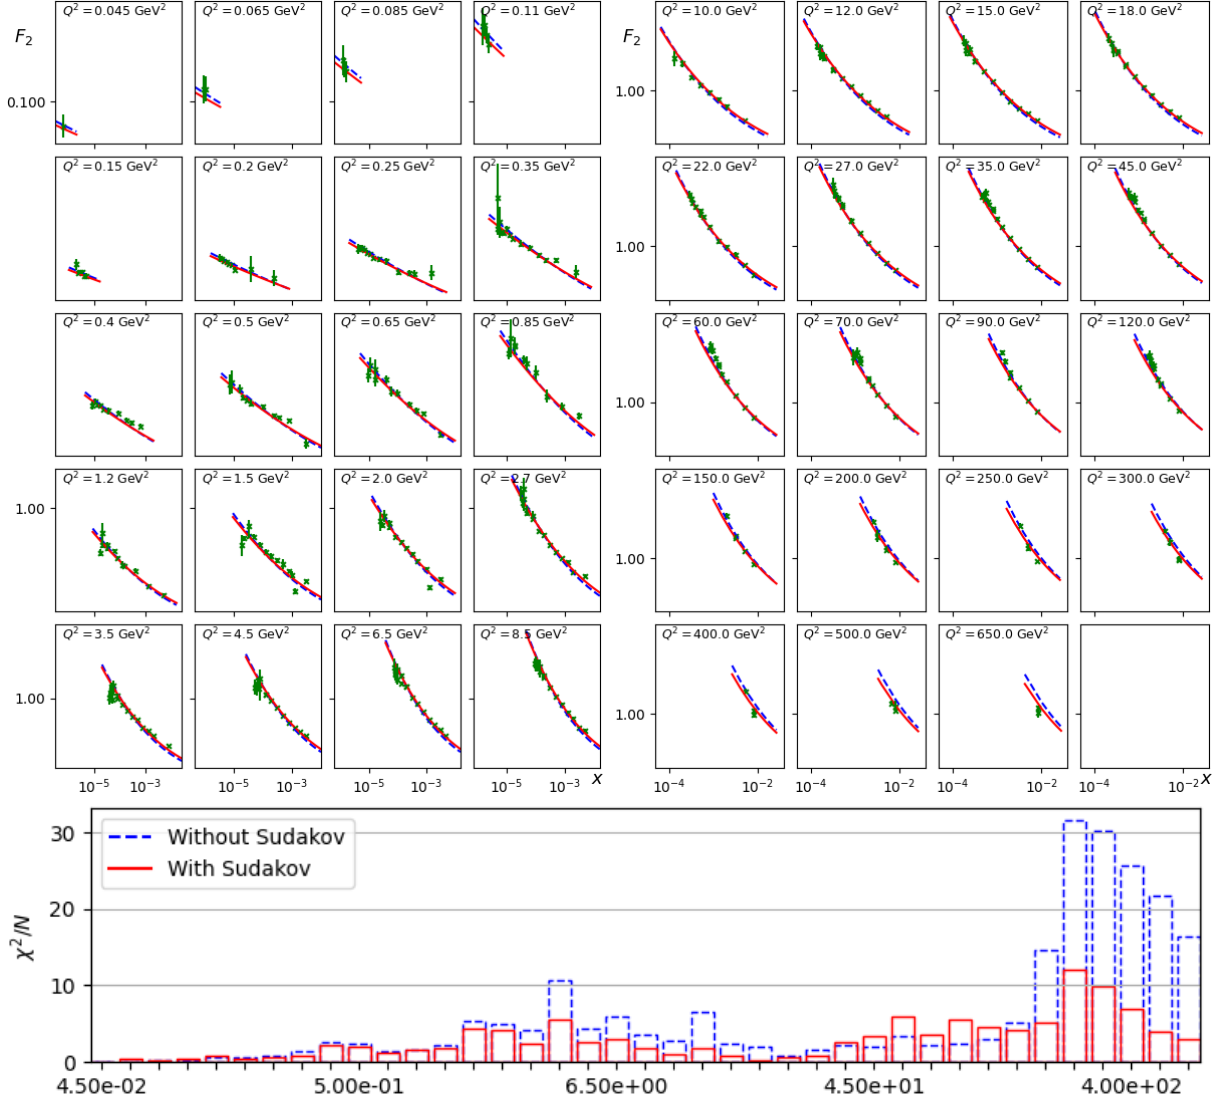 Q² = 0.045 GeV² Q² = 0.065 GeV² Q² = 0.085 GeV² Q² = 0.11 GeV² Q² = 10.0 GeV² Q² = 12.0 GeV² Q² = 15.0 GeV² Q² = 18.0 GeV²
F₂ F₂
0.100 1.00
Q² = 0.15 GeV² Q² = 0.2 GeV² Q² = 0.25 GeV² Q² = 0.35 GeV² Q² = 22.0 GeV² Q² = 27.0 GeV² Q² = 35.0 GeV² Q² = 45.0 GeV²
1.00
Q² = 0.4 GeV² Q² = 0.5 GeV² Q² = 0.65 GeV² Q² = 0.85 GeV² Q² = 60.0 GeV² Q² = 70.0 GeV² Q² = 90.0 GeV² Q² = 120.0 GeV²
1.00
Q² = 1.2 GeV² Q² = 1.5 GeV² Q² = 2.0 GeV² Q² = 2.7 GeV² Q² = 150.0 GeV² Q² = 200.0 GeV² Q² = 250.0 GeV² Q² = 300.0 GeV²
1.00 1.00
Q² = 3.5 GeV² Q² = 4.5 GeV² Q² = 6.5 GeV² Q² = 8.5 GeV² Q² = 400.0 GeV² Q² = 500.0 GeV² Q² = 650.0 GeV²
1.00 1.00
10⁻⁵ 10⁻³ 10⁻⁵ 10⁻³ 10⁻⁵ 10⁻³ 10⁻⁵ 10⁻³ x 10⁻⁴ 10⁻² 10⁻⁴ 10⁻² 10⁻⁴ 10⁻² 10⁻⁴ 10⁻² x
30
20
10
0
χ²/N
Without Sudakov
With Sudakov
4.50e-02 5.00e-01 6.50e+00 4.50e+01 4.00e+02